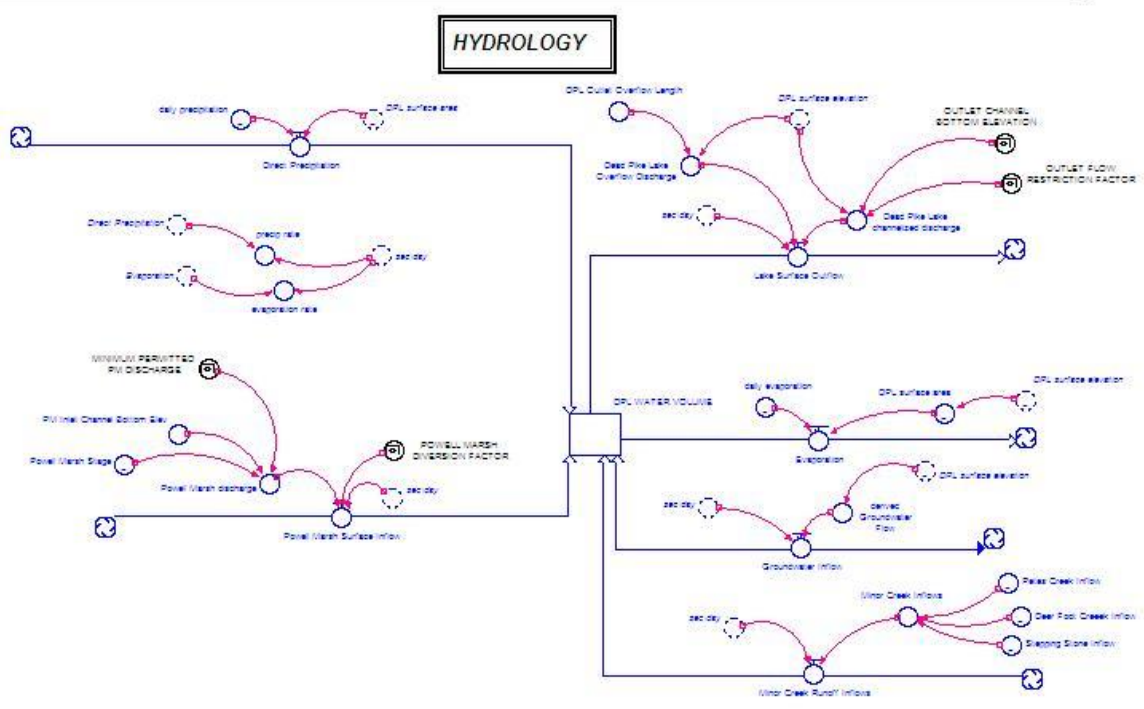 HYDROLOGY
daily precipitation
DPL surface area
Direct Precipitation
DPL Outlet Overflow Length
DPL surface elevation
OUTLET CHANNEL
BOTTOM ELEVATION
Dead Pike Lake
Overflow Discharge
OUTLET FLOW
RESTRICTION FACTOR
sec day
Dead Pike Lake
channelized discharge
Lake Surface Outflow
Direct Precipitation
precip rate
sec day
Evaporation
evaporation rate
MINIMUM PERMITTED
PM DISCHARGE
PM Inlet Channel Bottom Elev
Powell Marsh Stage
Powell Marsh discharge
POWELL MARSH
DIVERSION FACTOR
sec day
Powell Marsh Surface Inflow
DPL WATER VOLUME
daily evaporation
DPL surface area
DPL surface elevation
Evaporation
DPL surface elevation
sec day
derived
Groundwater
Flow
Groundwater Inflow
Minor Creek Inflows
sec day
Creek Inflow
Deer Foot Creeek Inflow
Stepping Stone Inflow
Minor Creek Runoff Inflows